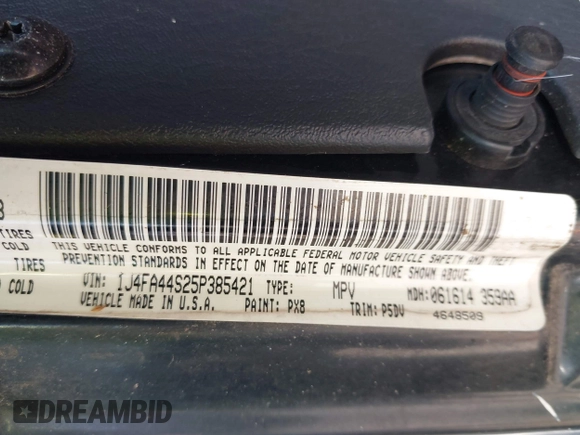 8
TIRES
COLD
TIRES
COLD
THIS VEHICLE CONFORMS TO ALL APPLICABLE FEDERAL MOTOR VEHICLE SAFETY AND THEFT
PREVENTION STANDARDS IN EFFECT ON THE DATE OF MANUFACTURE SHOWN ABOVE.
VIN: 1J4FA44S25P385421 TYPE: MPV MDH:061614 359AA
VEHICLE MADE IN U.S.A. PAINT: PX8 TRIM: P5DV
4648509
DREAMBID